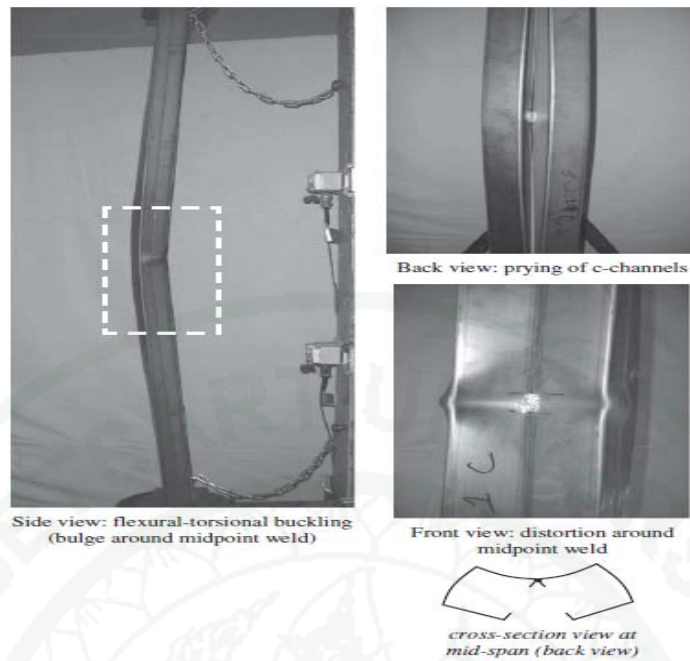 Back view: prying of c-channels
Side view: flexural-torsional buckling
(bulge around midpoint weld)
1 C
Front view: distortion around
midpoint weld
cross-section view at
mid-span (back view)